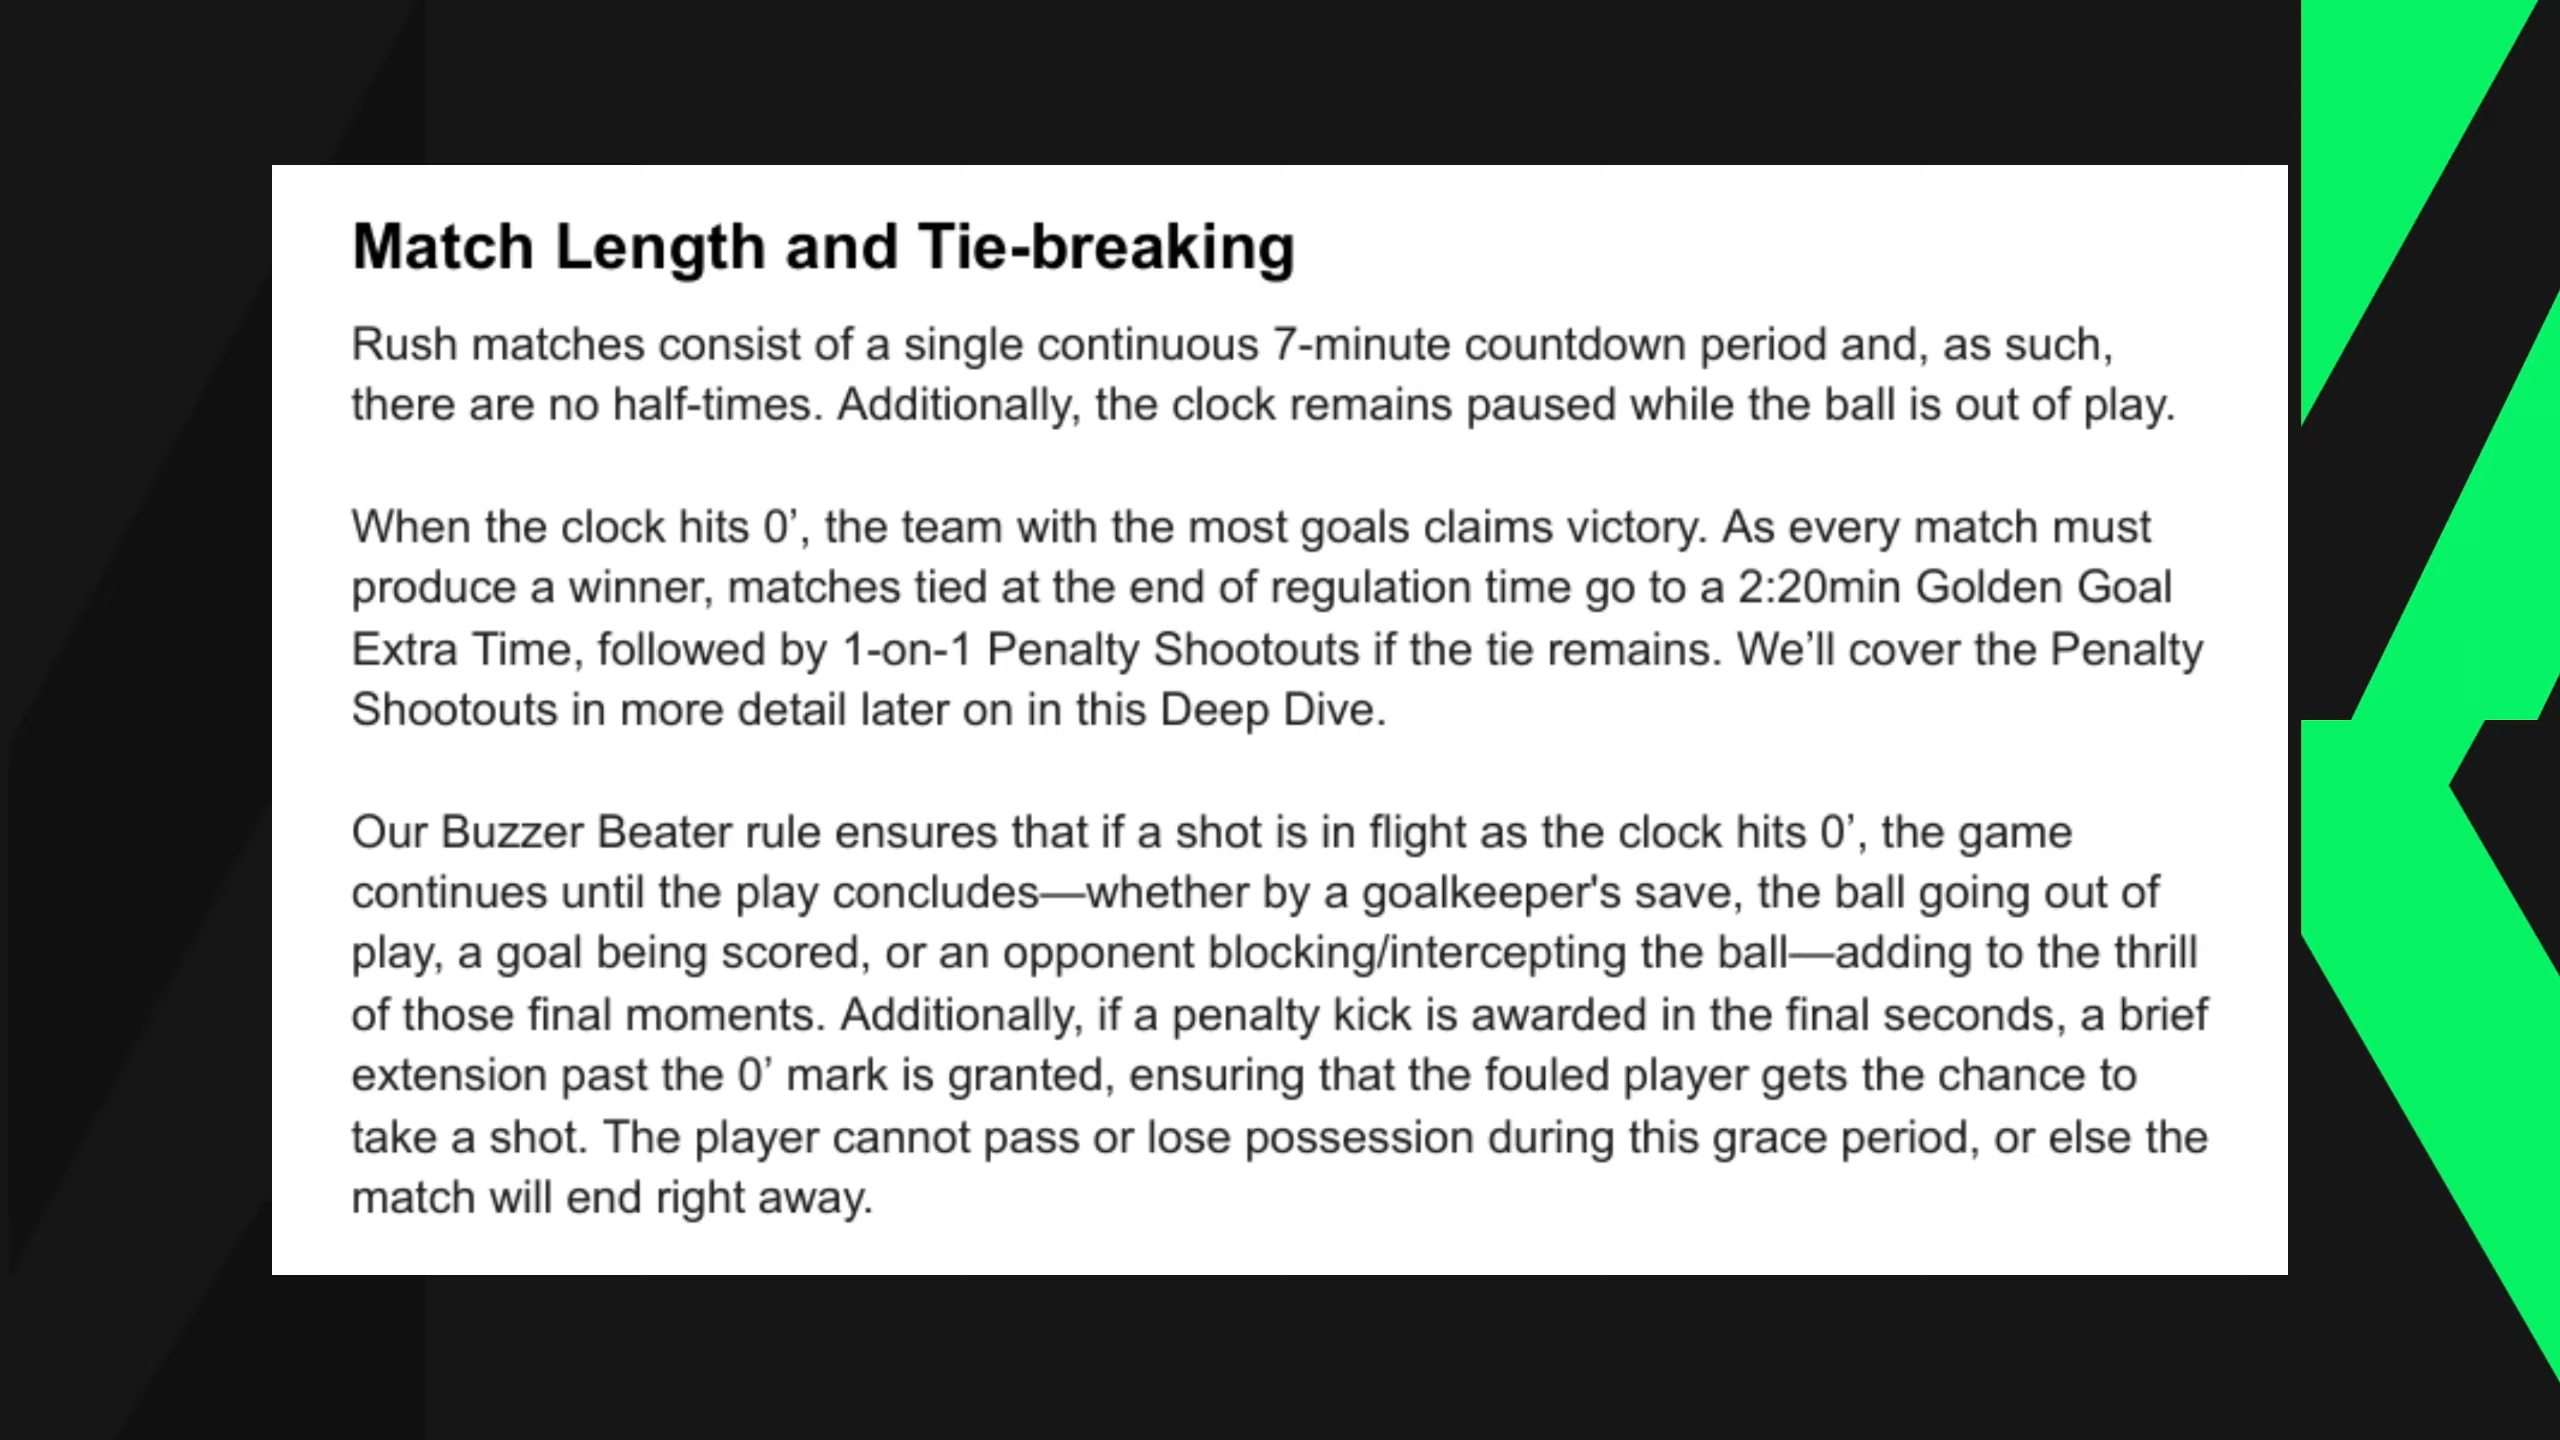 Match Length and Tie-breaking
Rush matches consist of a single continuous 7-minute countdown period and, as such,
there are no half-times. Additionally, the clock remains paused while the ball is out of play.
When the clock hits 0’, the team with the most goals claims victory. As every match must
produce a winner, matches tied at the end of regulation time go to a 2:20min Golden Goal
Extra Time, followed by 1-on-1 Penalty Shootouts if the tie remains. We’ll cover the Penalty
Shootouts in more detail later on in this Deep Dive.
Our Buzzer Beater rule ensures that if a shot is in flight as the clock hits 0’, the game
continues until the play concludes—whether by a goalkeeper's save, the ball going out of
play, a goal being scored, or an opponent blocking/intercepting the ball—adding to the thrill
of those final moments. Additionally, if a penalty kick is awarded in the final seconds, a brief
extension past the 0’ mark is granted, ensuring that the fouled player gets the chance to
take a shot. The player cannot pass or lose possession during this grace period, or else the
match will end right away.